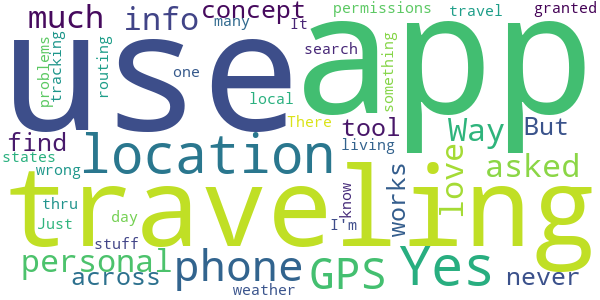 much info concept many permissions travel granted
It
use app
problems tracking routing one search something
local
There
find tool Way But
states location living
wrong love asked
traveling works know
thru
Just day I'm
stuff
personal phone GPS Yes
across weather never